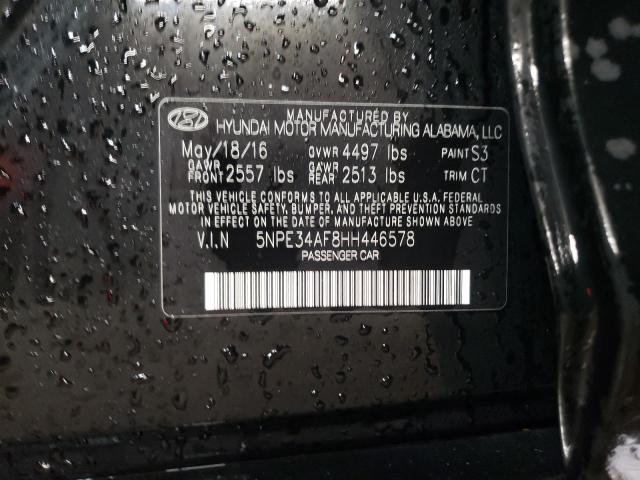 MANUFACTURED BY
HYUNDAI MOTOR MANUFACTURING ALABAMA, LLC
May/18/16 GVWR 4497 lbs PAINT S3
GAWR FRONT 2557 lbs GAWR REAR 2513 lbs TRIM CT
THIS VEHICLE CONFORMS TO ALL APPLICABLE U.S.A. FEDERAL
MOTOR VEHICLE SAFETY, BUMPER, AND THEFT PREVENTION STANDARDS
IN EFFECT ON THE DATE OF MANUFACTURE SHOWN ABOVE
V.I.N 5NPE34AF8HH446578
PASSENGER CAR